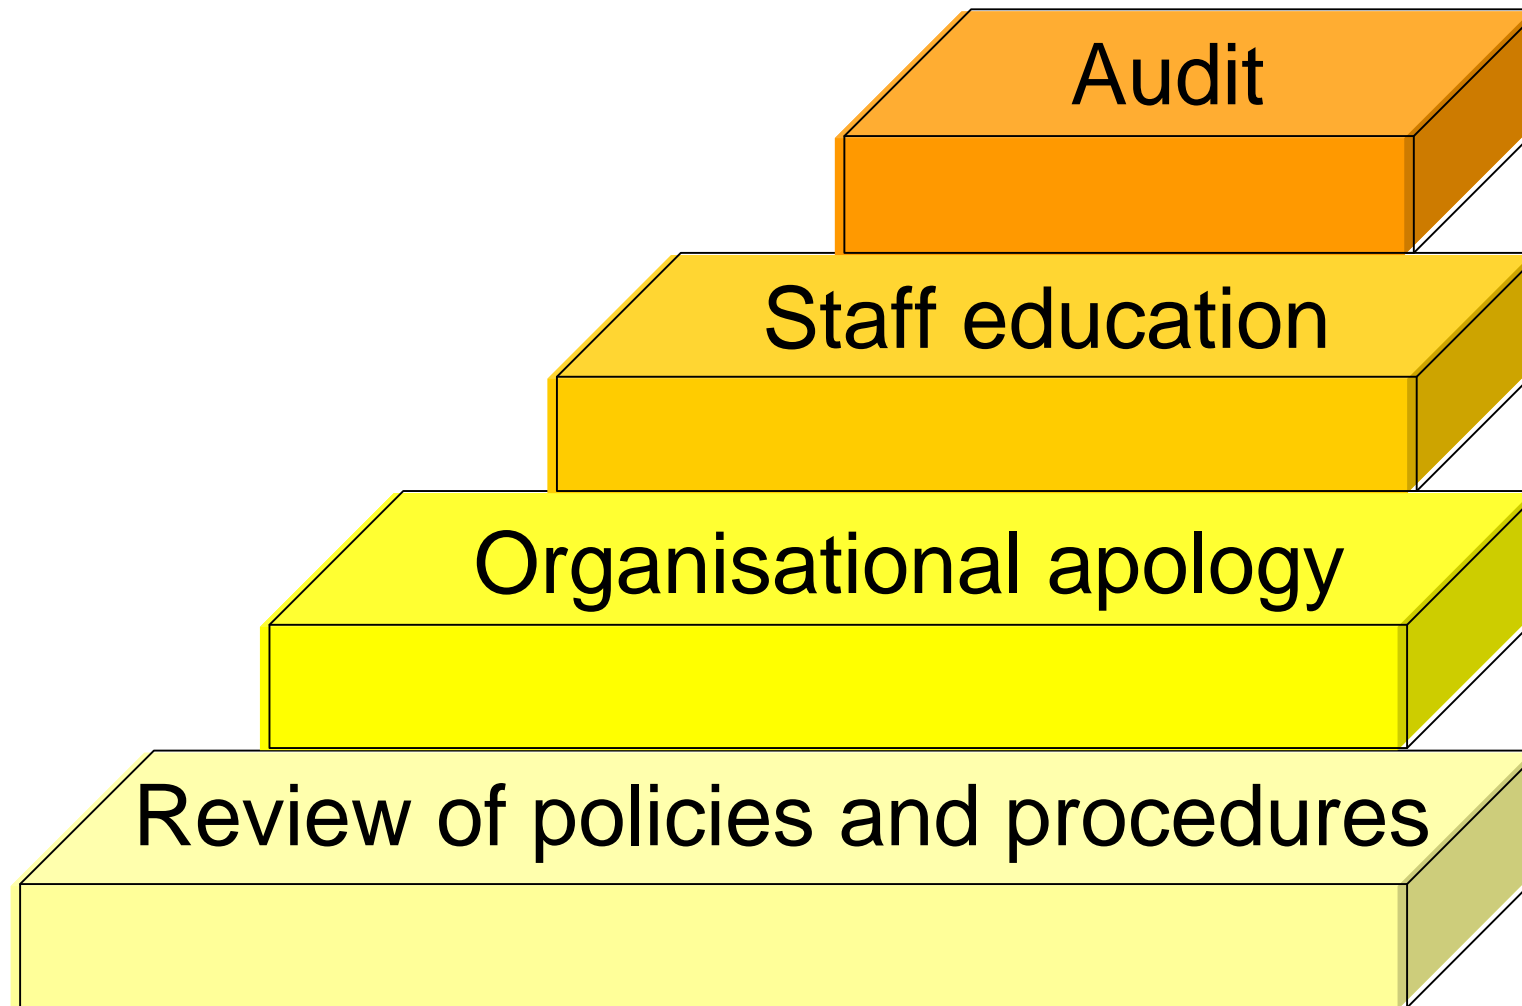 Audit
Staff education
Organisational apology
Review of policies and procedures